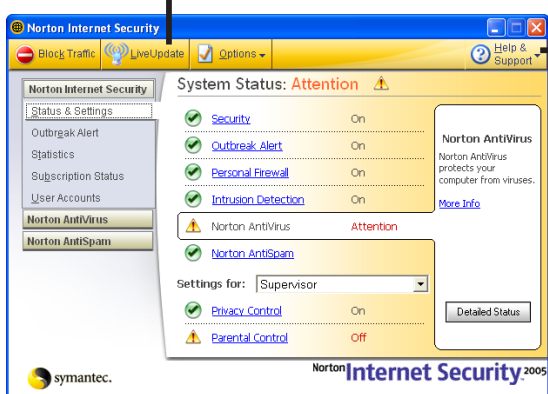 Norton Internet Security
Block Traffic LiveUpdate Options Help & Support
Norton Internet Security
Status & Settings
Outbreak Alert
Statistics
Subscription Status
User Accounts
Norton AntiVirus
Norton AntiSpam
System Status: Attention
Security On
Outbreak Alert On
Personal Firewall On
Intrusion Detection On
Norton AntiVirus Attention
Norton AntiSpam
Settings for: Supervisor
Privacy Control On
Parental Control Off
Norton AntiVirus
Norton AntiVirus
protects your
computer from viruses.
More Info
Detailed Status
symantec.
Norton Internet Security 2005